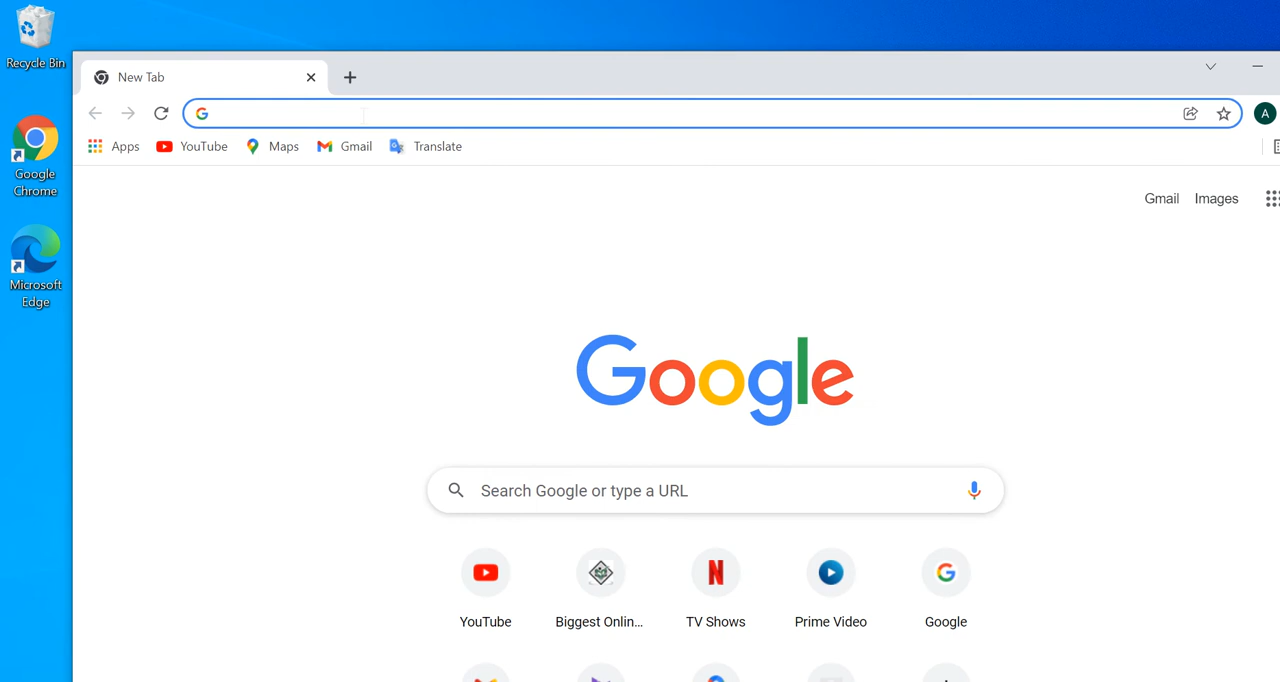 Recycle Bin
Google
Chrome
Microsoft
Edge
New Tab
A
Apps YouTube Maps Gmail Translate
Gmail Images
Google
Search Google or type a URL
YouTube Biggest Onlin... TV Shows Prime Video Google